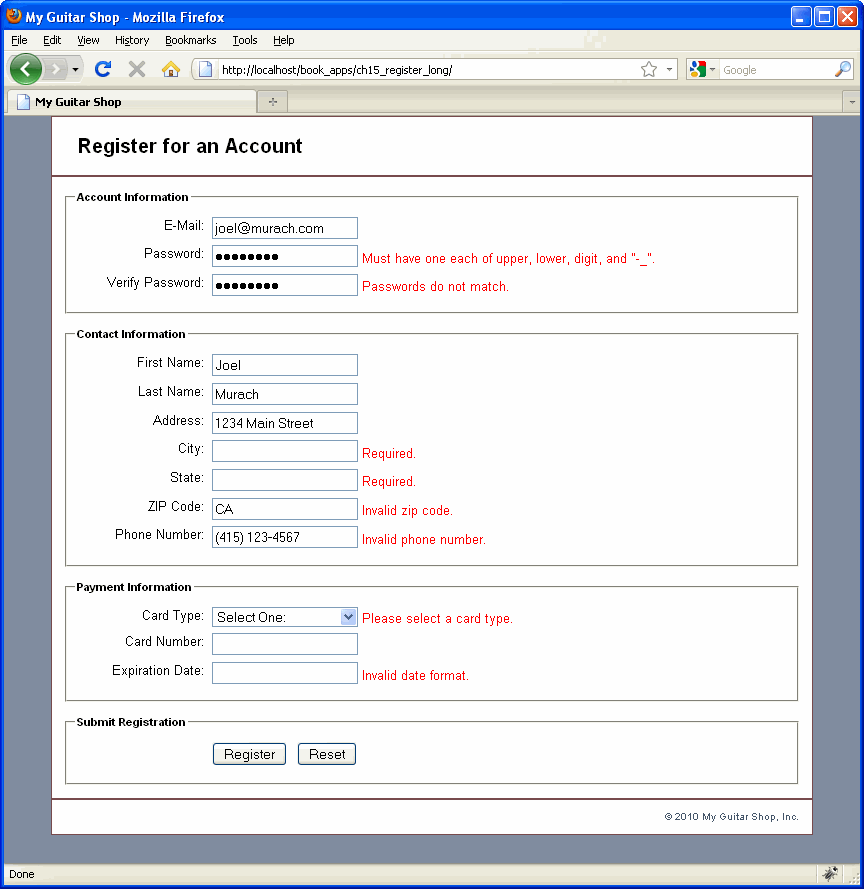 My Guitar Shop - Mozilla Firefox
File Edit View History Bookmarks Tools Help
http://localhost/book_apps/ch15_register_long/ Google
My Guitar Shop
Register for an Account
Account Information
E-Mail: joel@murach.com
Password: ●●●●●●●● Must have one each of upper, lower, digit, and "-_".
Verify Password: ●●●●●●●● Passwords do not match.
Contact Information
First Name: Joel
Last Name: Murach
Address: 1234 Main Street
City: Required.
State: Required.
ZIP Code: CA Invalid zip code.
Phone Number: (415) 123-4567 Invalid phone number.
Payment Information
Card Type: Select One: Please select a card type.
Card Number:
Expiration Date: Invalid date format.
Submit Registration
Register Reset
© 2010 My Guitar Shop, Inc.
Done